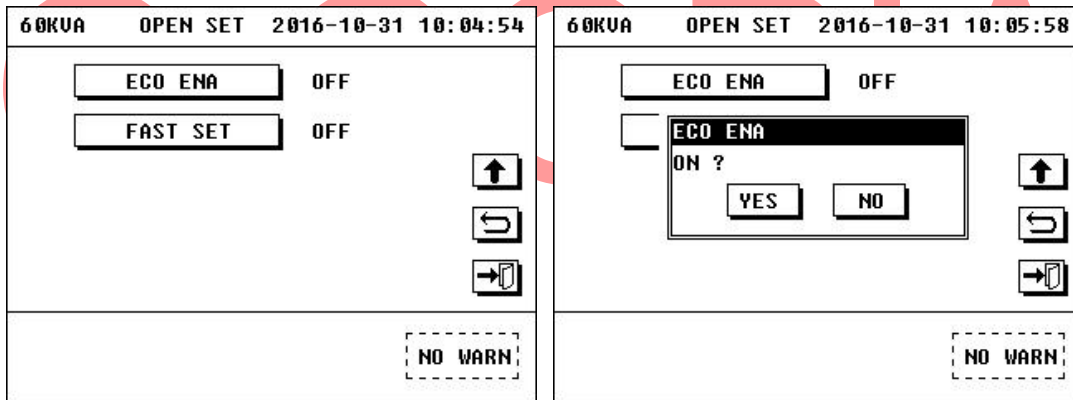 60KVA OPEN SET 2016-10-31 10:04:54
ECO ENA OFF
FAST SET OFF
NO WARN
60KVA OPEN SET 2016-10-31 10:05:58
ECO ENA OFF
ECO ENA
ON ?
YES NO
NO WARN